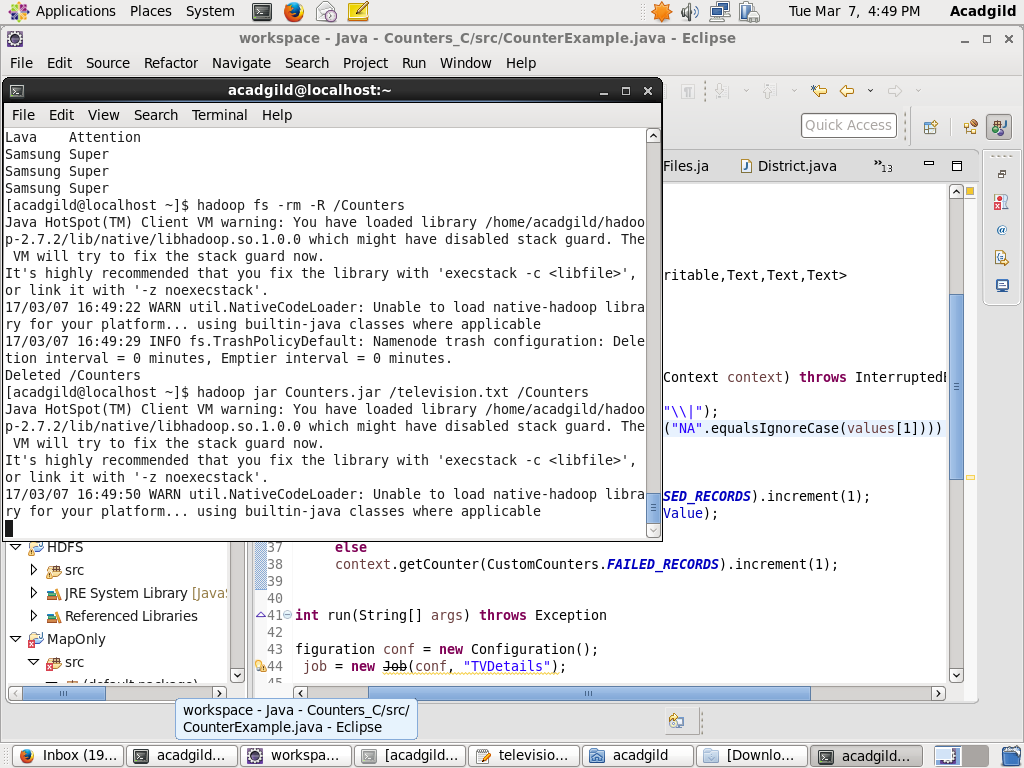 Applications Places System Tue Mar 7, 4:49 PM Acadgild
workspace - Java - Counters_C/src/CounterExample.java - Eclipse
File Edit Source Refactor Navigate Search Project Run Window Help
acadgild@localhost:~
File Edit View Search Terminal Help
Quick Access
Lava Attention
Samsung Super
Samsung Super
Samsung Super
[acadgild@localhost ~]$ hadoop fs -rm -R /Counters
Java HotSpot(TM) Client VM warning: You have loaded library /home/acadgild/hadoo
p-2.7.2/lib/native/libhadoop.so.1.0.0 which might have disabled stack guard. The
VM will try to fix the stack guard now.
It's highly recommended that you fix the library with 'execstack -c <libfile>',
or link it with '-z noexecstack'.
17/03/07 16:49:22 WARN util.NativeCodeLoader: Unable to load native-hadoop libra
ry for your platform... using builtin-java classes where applicable
17/03/07 16:49:29 INFO fs.TrashPolicyDefault: Namenode trash configuration: Dele
tion interval = 0 minutes, Emptier interval = 0 minutes.
Deleted /Counters
[acadgild@localhost ~]$ hadoop jar Counters.jar /television.txt /Counters
Java HotSpot(TM) Client VM warning: You have loaded library /home/acadgild/hadoo
p-2.7.2/lib/native/libhadoop.so.1.0.0 which might have disabled stack guard. The
VM will try to fix the stack guard now.
It's highly recommended that you fix the library with 'execstack -c <libfile>',
or link it with '-z noexecstack'.
17/03/07 16:49:50 WARN util.NativeCodeLoader: Unable to load native-hadoop libra
ry for your platform... using builtin-java classes where applicable
Files.ja District.java »13
ritable,Text,Text,Text>
Context context) throws InterruptedE
"\\|");
("NA".equalsIgnoreCase(values[1])))
SED_RECORDS).increment(1);
Value);
37 else
38 context.getCounter(CustomCounters.FAILED_RECORDS).increment(1);
39
40
41 int run(String[] args) throws Exception
42
43 figuration conf = new Configuration();
44 job = new Job(conf, "TVDetails");
45
HDFS
src
JRE System Library [Java
Referenced Libraries
MapOnly
src
(default package)
workspace - Java - Counters_C/src/
CounterExample.java - Eclipse
Inbox (19... acadgild... workspa... [acadgild... televisio... acadgild [Downlo... acadgild...